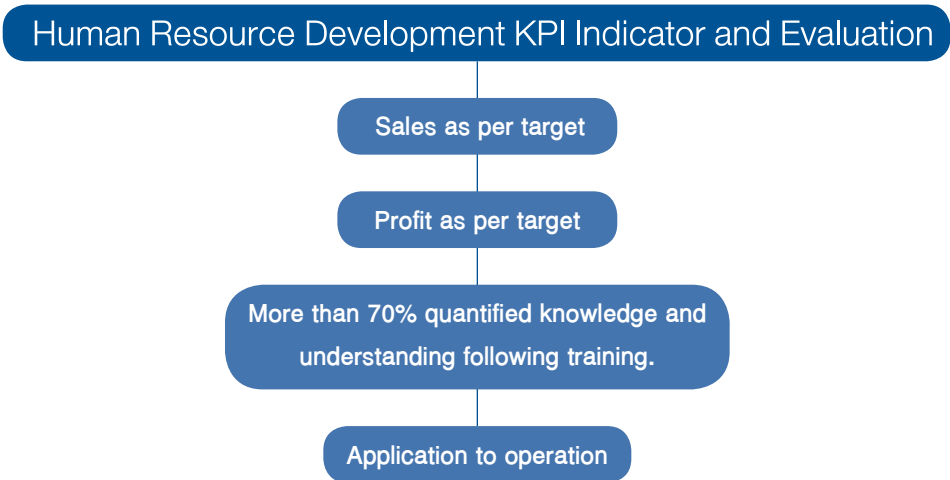 Human Resource Development KPI Indicator and Evaluation
Sales as per target
Profit as per target
More than 70% quantified knowledge and
understanding following training.
Application to operation